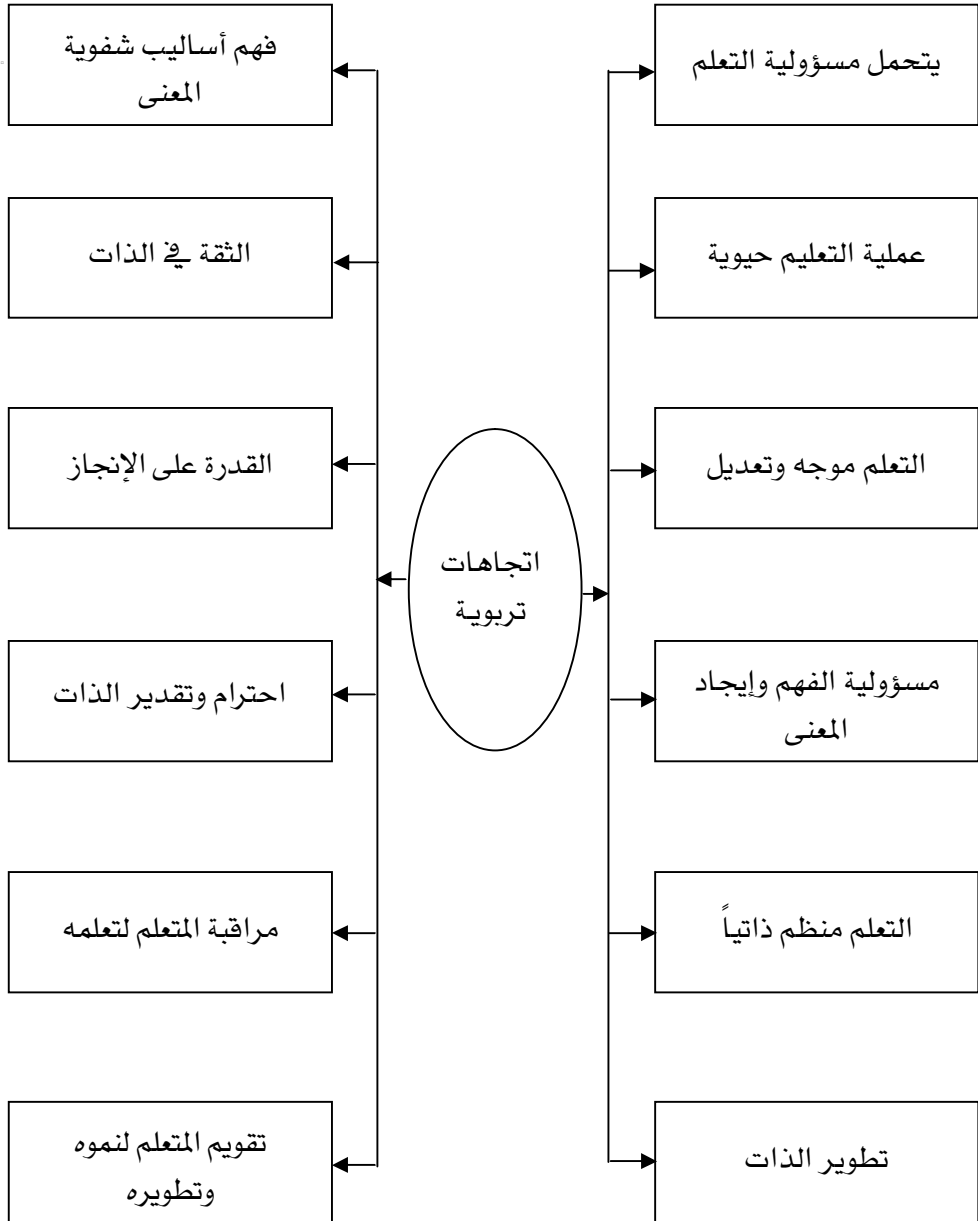 يتحمل مسؤولية التعلم
عملية التعليم حيوية
التعلم موجه وتعديل
مسؤولية الفهم وإيجاد
المعنى
التعلم منظم ذاتياً
تطوير الذات
اتجاهات
تربوية
فهم أساليب شفوية
المعنى
الثقة في الذات
القدرة على الإنجاز
احترام وتقدير الذات
مراقبة المتعلم لتعلمه
تقويم المتعلم لنموه
وتطويره